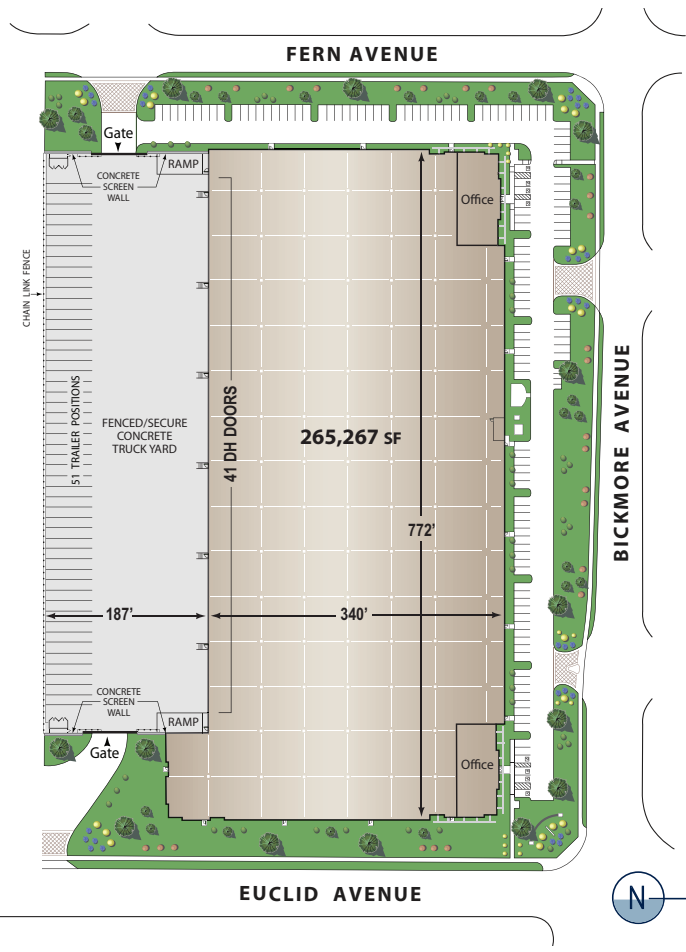 FERN AVENUE
Gate
RAMP
CONCRETE
SCREEN
WALL
Office
CHAIN LINK FENCE
51 TRAILER POSITIONS
FENCED/SECURE
CONCRETE
TRUCK YARD
41 DH DOORS
265,267 SF
772'
BICKMORE AVENUE
187'
340'
CONCRETE
SCREEN
WALL
RAMP
Gate
Office
EUCLID AVENUE
N